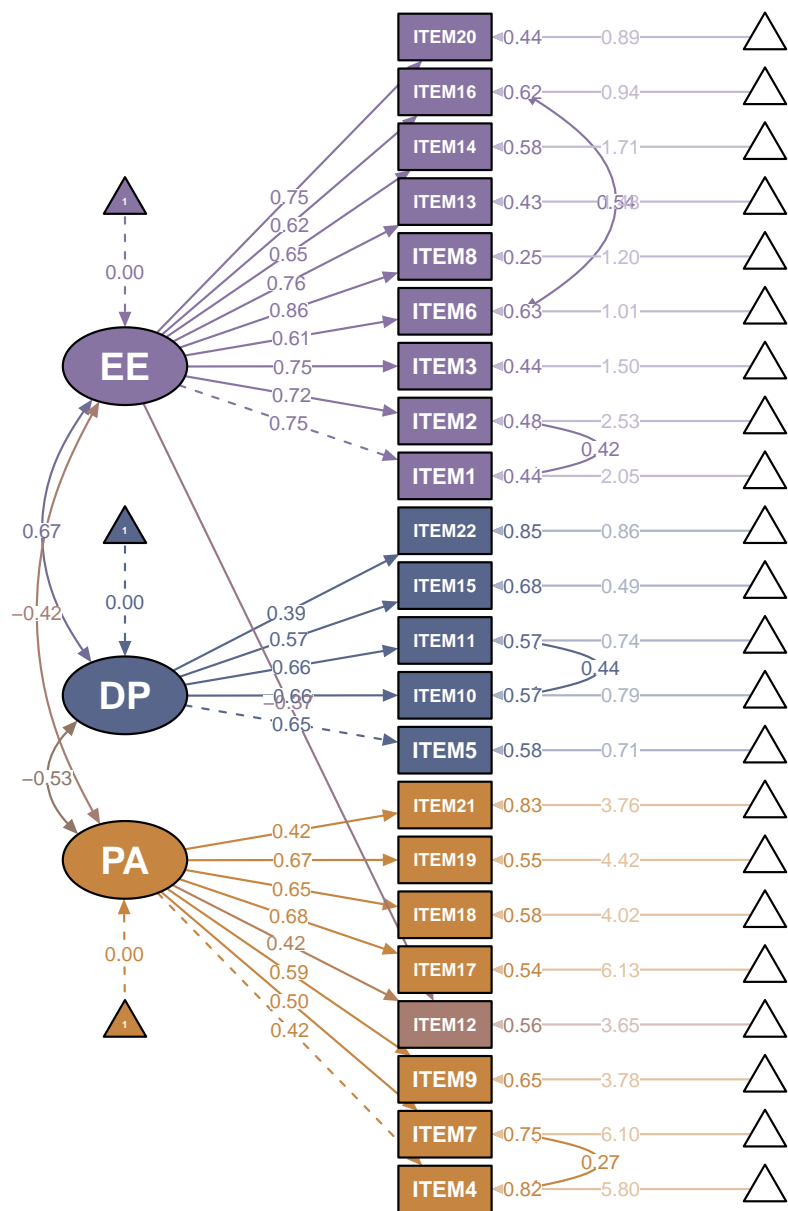 ITEM20 0.44 0.89
ITEM16 0.62 0.94
ITEM14 0.58 1.71
1 0.75 ITEM13 0.43 0.54
0.62
0.65 ITEM8 0.25 1.20
0.00 0.76
0.86 ITEM6 0.63 1.01
0.61
EE 0.75 ITEM3 0.44 1.50
0.72 ITEM2 0.48 2.53
0.75 0.42
ITEM1 0.44 2.05
1 ITEM22 0.85 0.86
0.67
0.00 ITEM15 0.68 0.49
−0.42 0.39
0.57 ITEM11 0.57 0.74
0.66 0.44
DP 0.66 ITEM10 0.57 0.79
−0.37
0.65 ITEM5 0.58 0.71
−0.53
0.42 ITEM21 0.83 3.76
PA 0.67 ITEM19 0.55 4.42
0.65 ITEM18 0.58 4.02
0.68
0.42
0.00 0.59 ITEM17 0.54 6.13
0.50
1 0.42 ITEM12 0.56 3.65
ITEM9 0.65 3.78
ITEM7 0.75 6.10
0.27
ITEM4 0.82 5.80